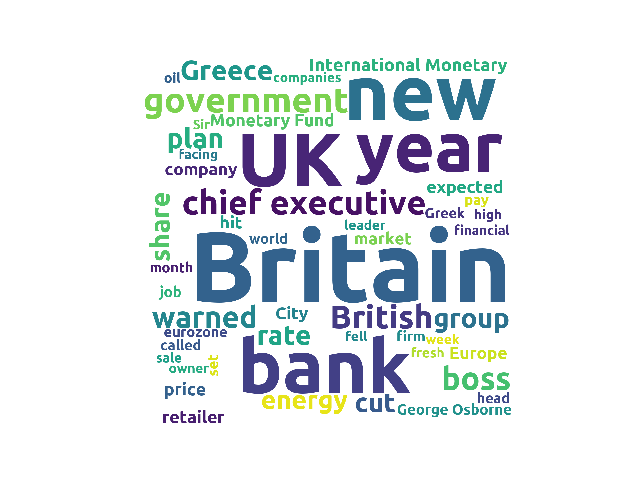 International Monetary
oil Greece companies new
government
Sir Monetary Fund
plan UK year
facing
company expected
chief executive pay
share hit leader Greek high
world market financial
Britain
month
job
warned City British group
eurozone rate fell firm week
called
sale set bank fresh Europe
owner boss
price energy cut head
retailer George Osborne